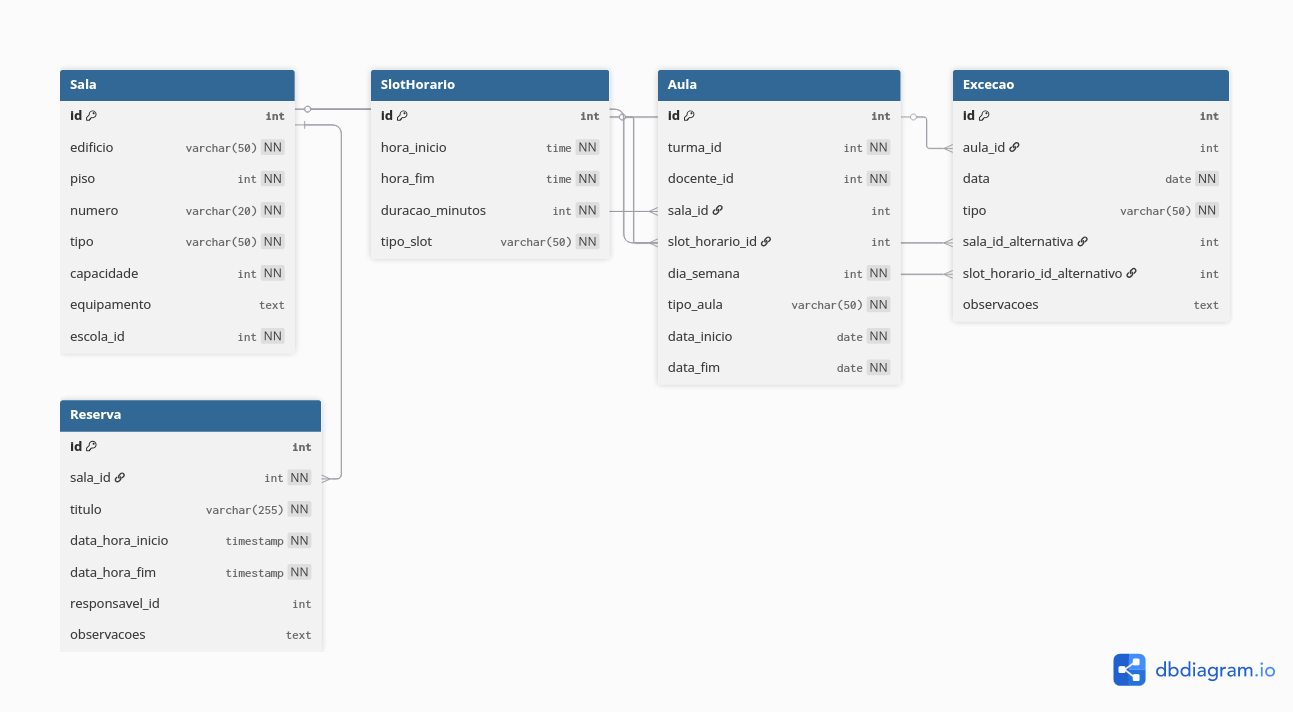 Sala
id int
edificio varchar(50) NN
piso int NN
numero varchar(20) NN
tipo varchar(50) NN
capacidade int NN
equipamento text
escola_id int NN
SlotHorario
id int
hora_inicio time NN
hora_fim time NN
duracao_minutos int NN
tipo_slot varchar(50) NN
Aula
id int
turma_id int NN
docente_id int NN
sala_id int
slot_horario_id int
dia_semana int NN
tipo_aula varchar(50) NN
data_inicio date NN
data_fim date NN
Excecao
id int
aula_id int
data date NN
tipo varchar(50) NN
sala_id_alternativa int
slot_horario_id_alternativo int
observacoes text
Reserva
id int
sala_id int NN
titulo varchar(255) NN
data_hora_inicio timestamp NN
data_hora_fim timestamp NN
responsavel_id int
observacoes text
dbdiagram.io